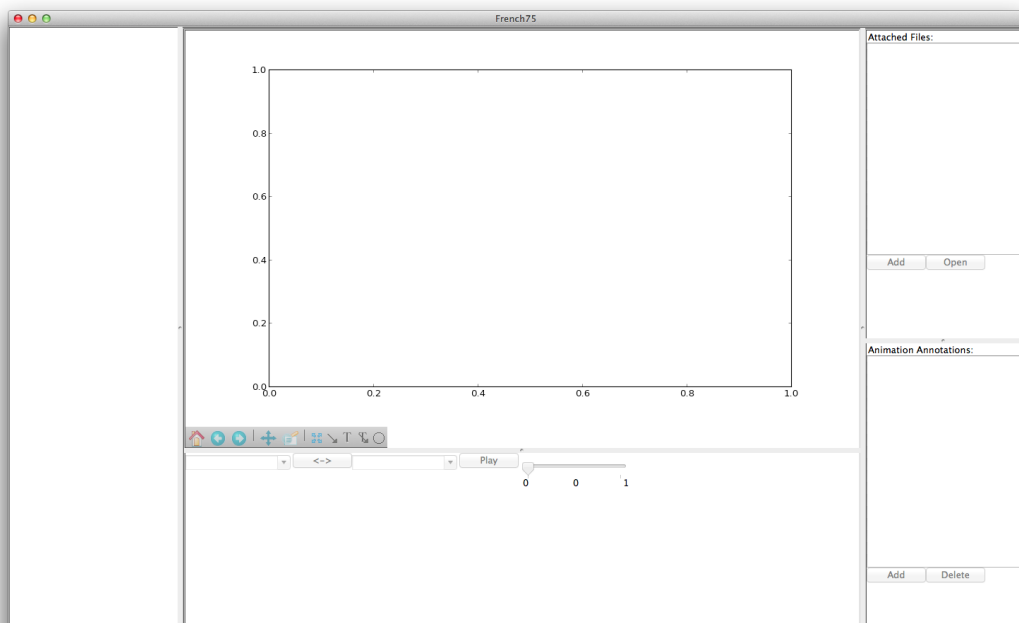 French75
Attached Files:
1.0
0.8
0.6
0.4
0.2
0.0
0.0 0.2 0.4 0.6 0.8 1.0
Add Open
Animation Annotations:
T T
<-> Play
0 0 1
Add Delete